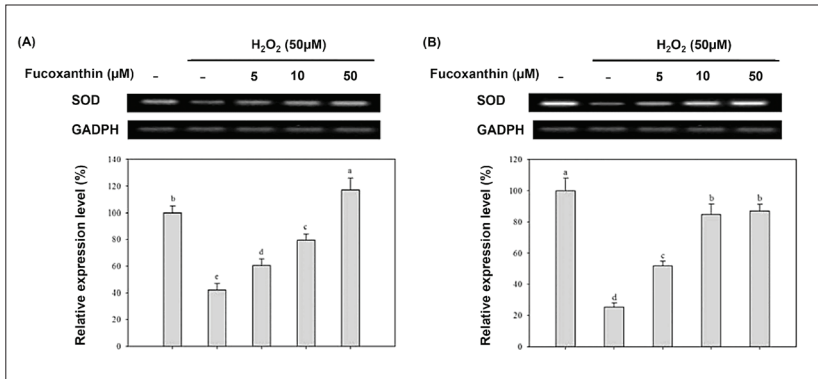 (A)
H₂O₂ (50μM)
Fucoxanthin (μM) – – 5 10 50
SOD
GADPH
Relative expression level (%)
140
120
100
80
60
40
20
0
b
e
d
c
a
(B)
H₂O₂ (50μM)
Fucoxanthin (μM) – – 5 10 50
SOD
GADPH
Relative expression level (%)
120
100
80
60
40
20
0
a
d
c
b
b